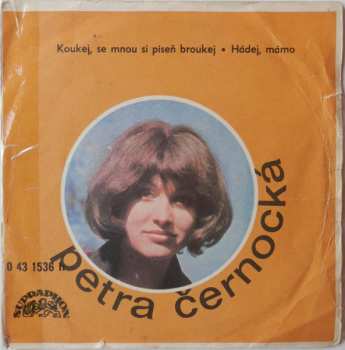 Koukej, se mnou si píseň broukej • Hádej, mámo
petra černocká
0 43 1536 h
SUPRAPHON